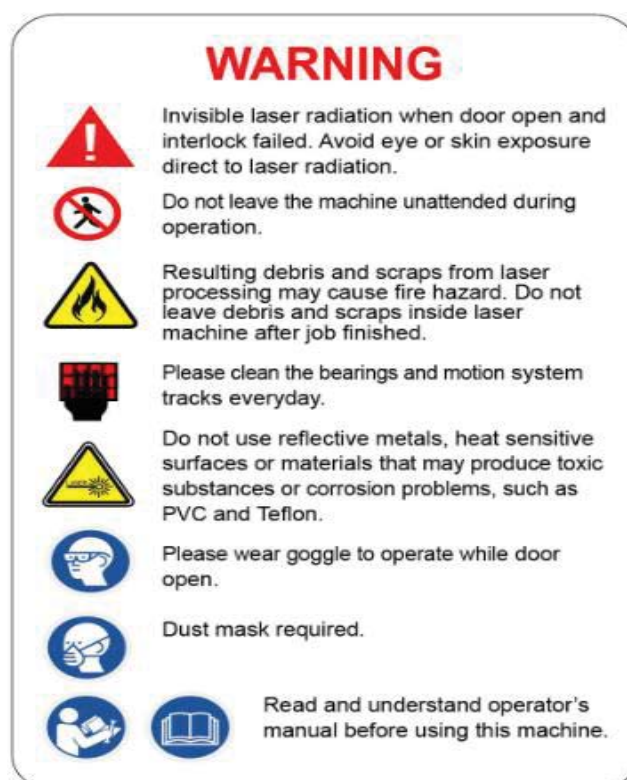 WARNING
Invisible laser radiation when door open and
interlock failed. Avoid eye or skin exposure
direct to laser radiation.
Do not leave the machine unattended during
operation.
Resulting debris and scraps from laser
processing may cause fire hazard. Do not
leave debris and scraps inside laser
machine after job finished.
Please clean the bearings and motion system
tracks everyday.
Do not use reflective metals, heat sensitive
surfaces or materials that may produce toxic
substances or corrosion problems, such as
PVC and Teflon.
Please wear goggle to operate while door
open.
Dust mask required.
Read and understand operator's
manual before using this machine.